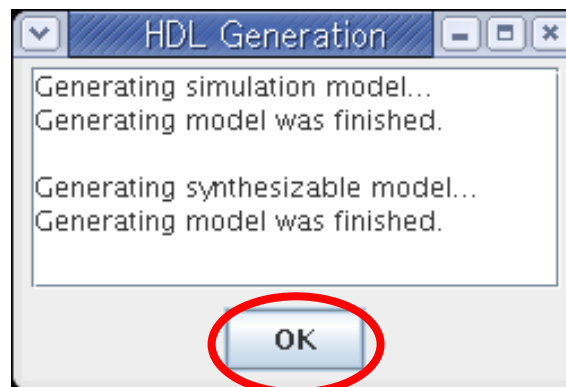 HDL Generation
Generating simulation model...
Generating model was finished.
Generating synthesizable model...
Generating model was finished.
OK